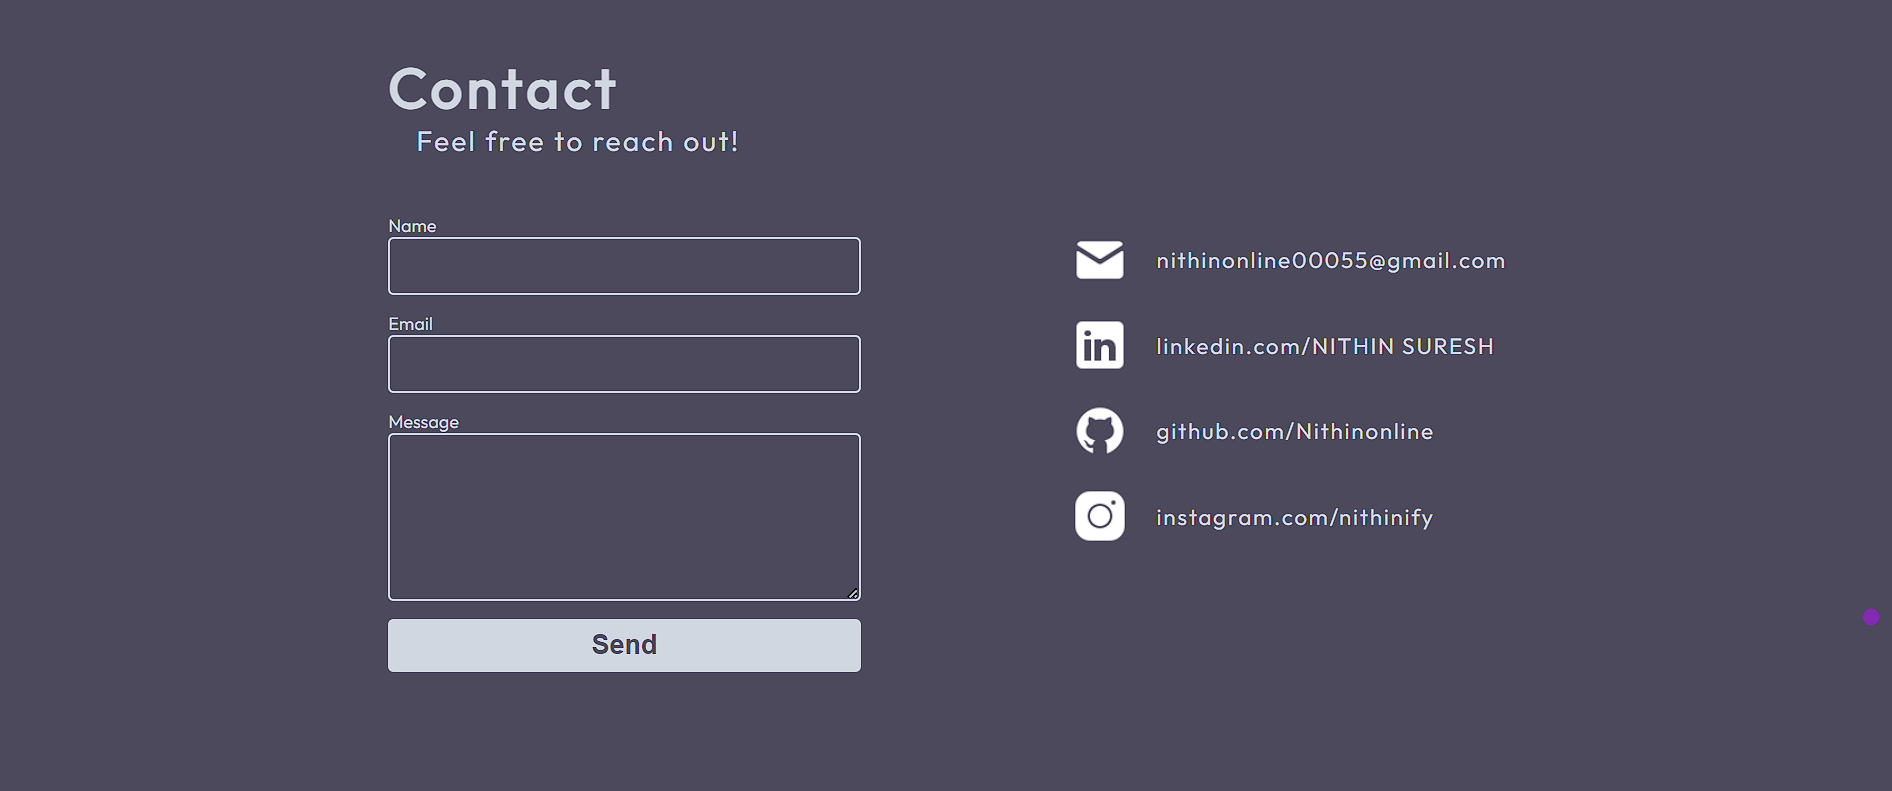 Contact
Feel free to reach out!
Name
Email
Message
Send
nithinonline00055@gmail.com
linkedin.com/NITHIN SURESH
github.com/Nithinonline
instagram.com/nithinify